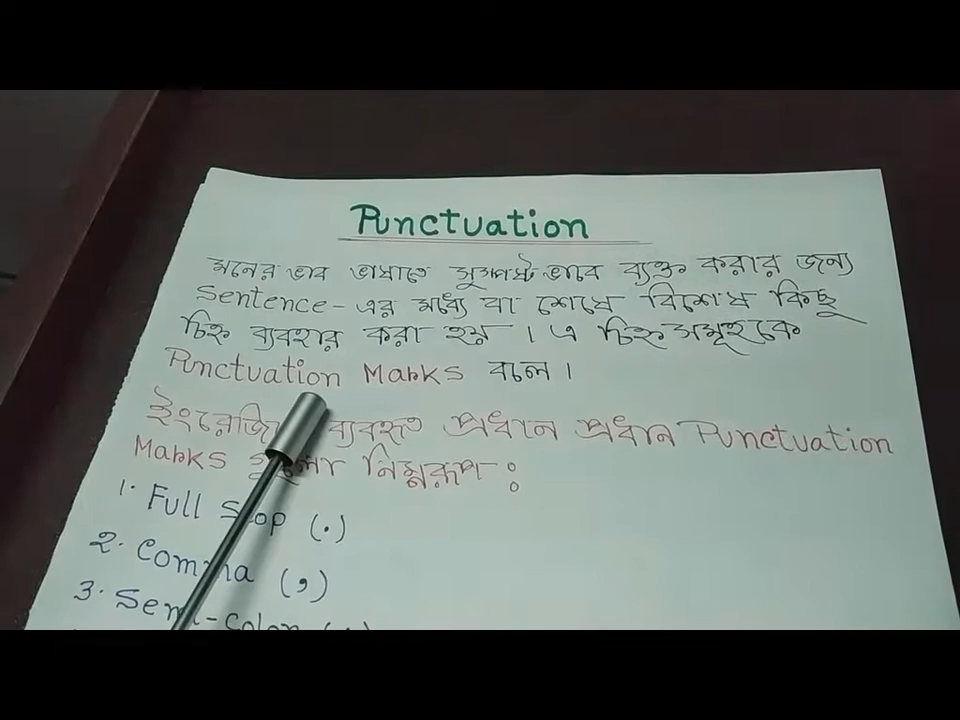 Punctuation
মনের ভাব ভাষাতে সুস্পষ্ট ভাবে ব্যক্ত করার জন্য
Sentence - এর মধ্যে বা শেষে বিশেষ কিছু
চিহ্ন ব্যবহার করা হয় । এ চিহ্নসমূহকে
Punctuation Marks বলে ।
ব্যবহৃত প্রধান প্রধান Punctuation
Marks নিম্নরূপ :
1. Full Stop (.)
2. Comma (,)
3. Semi-colon